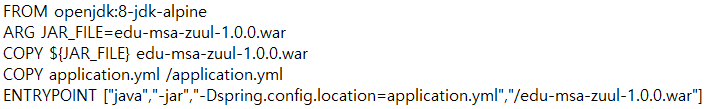 FROM openjdk:8-jdk-alpine
ARG JAR_FILE=edu-msa-zuul-1.0.0.war
COPY ${JAR_FILE} edu-msa-zuul-1.0.0.war
COPY application.yml /application.yml
ENTRYPOINT ["java","-jar","-Dspring.config.location=application.yml","/edu-msa-zuul-1.0.0.war"]